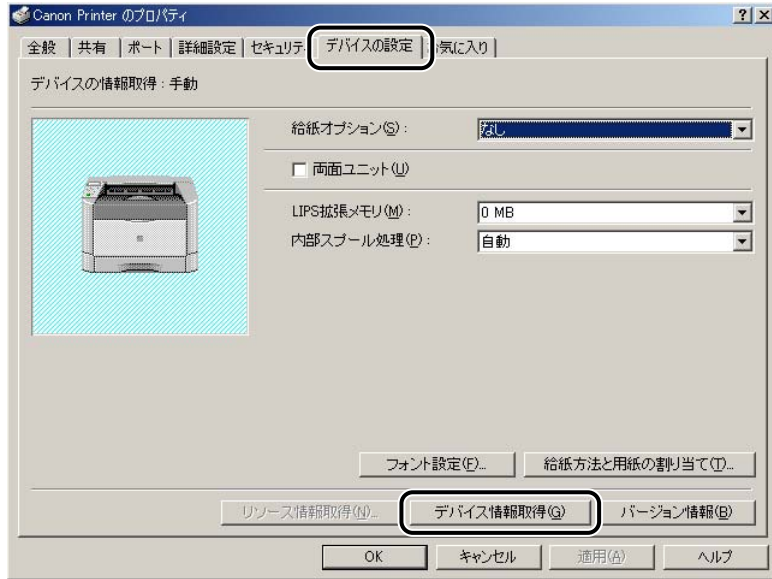 Canon Printer のプロパティ
全般 共有 ポート 詳細設定 セキュリテ デバイスの設定 気に入り
デバイスの情報取得 : 手動
給紙オプション(S) : なし
両面ユニット(U)
LIPS拡張メモリ(M) : 0 MB
内部スプール処理(P) : 自動
フォント設定(F)... 給紙方法と用紙の割り当て(T)...
リソース情報取得(N)... デバイス情報取得(G) バージョン情報(B)
OK キャンセル 適用(A) ヘルプ